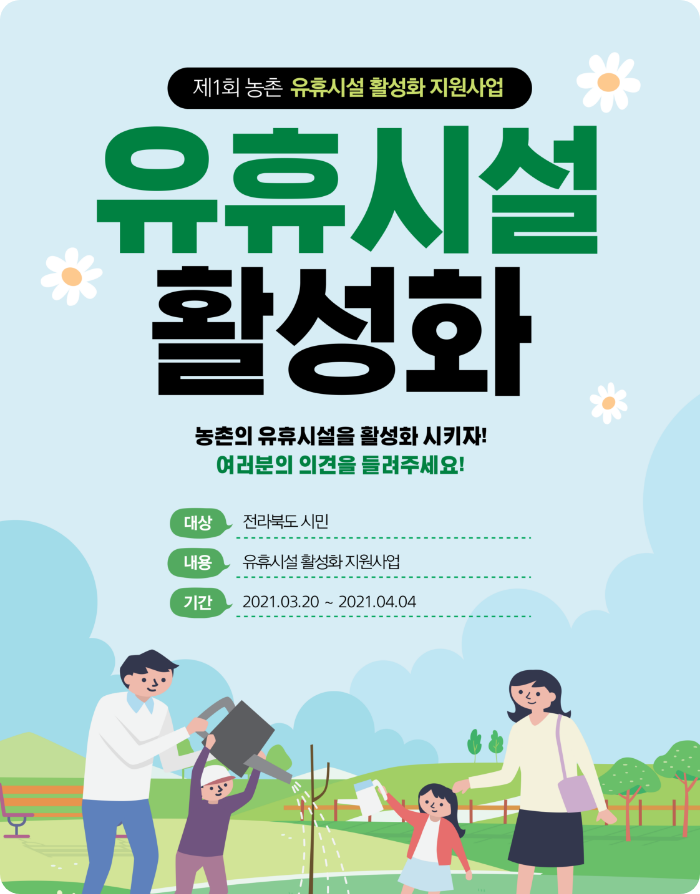 제1회 농촌 유휴시설 활성화 지원사업
유휴시설
활성화
농촌의 유휴시설을 활성화 시키자!
여러분의 의견을 들려주세요!
대상 전라북도 시민
내용 유휴시설 활성화 지원사업
기간 2021.03.20 ~ 2021.04.04